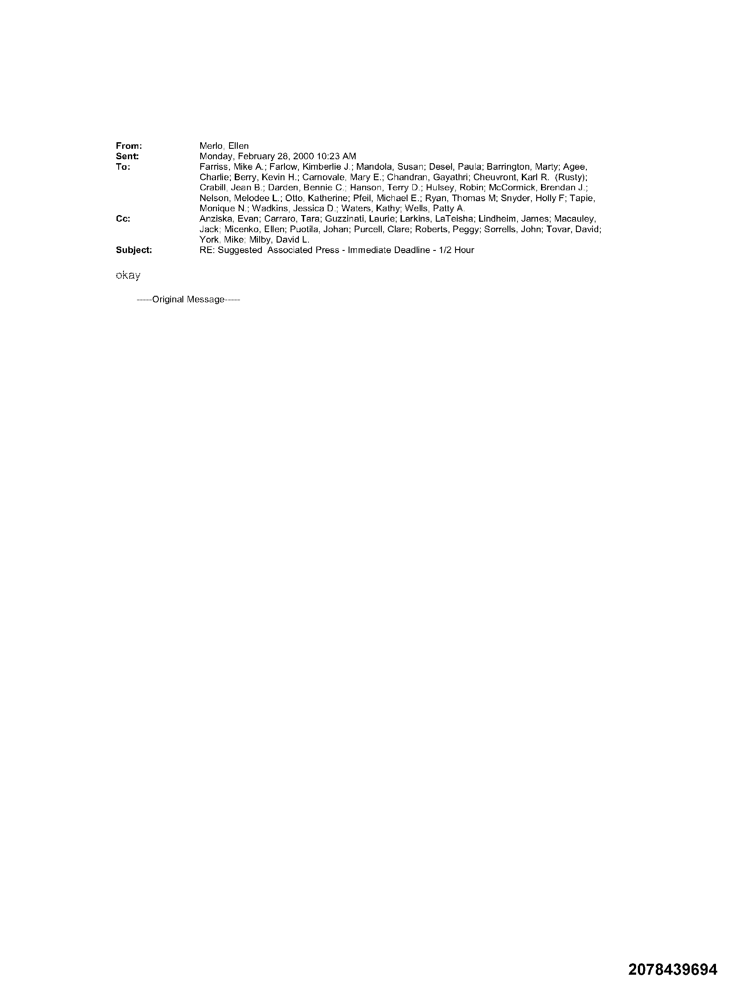 From: Merlo, Ellen
Sent: Monday, February 28, 2000 10:23 AM
To: Farriss, Mike A.; Farlow, Kimberlie J.; Mandola, Susan; Desel, Paula; Barrington, Marty; Agee,
Charlie; Berry, Kevin H.; Carnovale, Mary E.; Chandran, Gayathri; Cheuvront, Karl R. (Rusty);
Crabill, Jean B.; Darden, Bennie C.; Hanson, Terry D.; Hulsey, Robin; McCormick, Brendan J.;
Nelson, Melodee L.; Otto, Katherine; Pfeil, Michael E.; Ryan, Thomas M; Snyder, Holly F; Tapie,
Monique N.; Wadkins, Jessica D.; Waters, Kathy; Wells, Patty A.
Cc: Anziska, Evan; Carraro, Tara; Guzzinati, Laurie; Larkins, LaTeisha; Lindheim, James; Macauley,
Jack; Micenko, Ellen; Puotila, Johan; Purcell, Clare; Roberts, Peggy; Sorrells, John; Tovar, David;
York, Mike; Milby, David L.
Subject: RE: Suggested Associated Press - Immediate Deadline - 1/2 Hour
okay
-----Original Message-----
2078439694